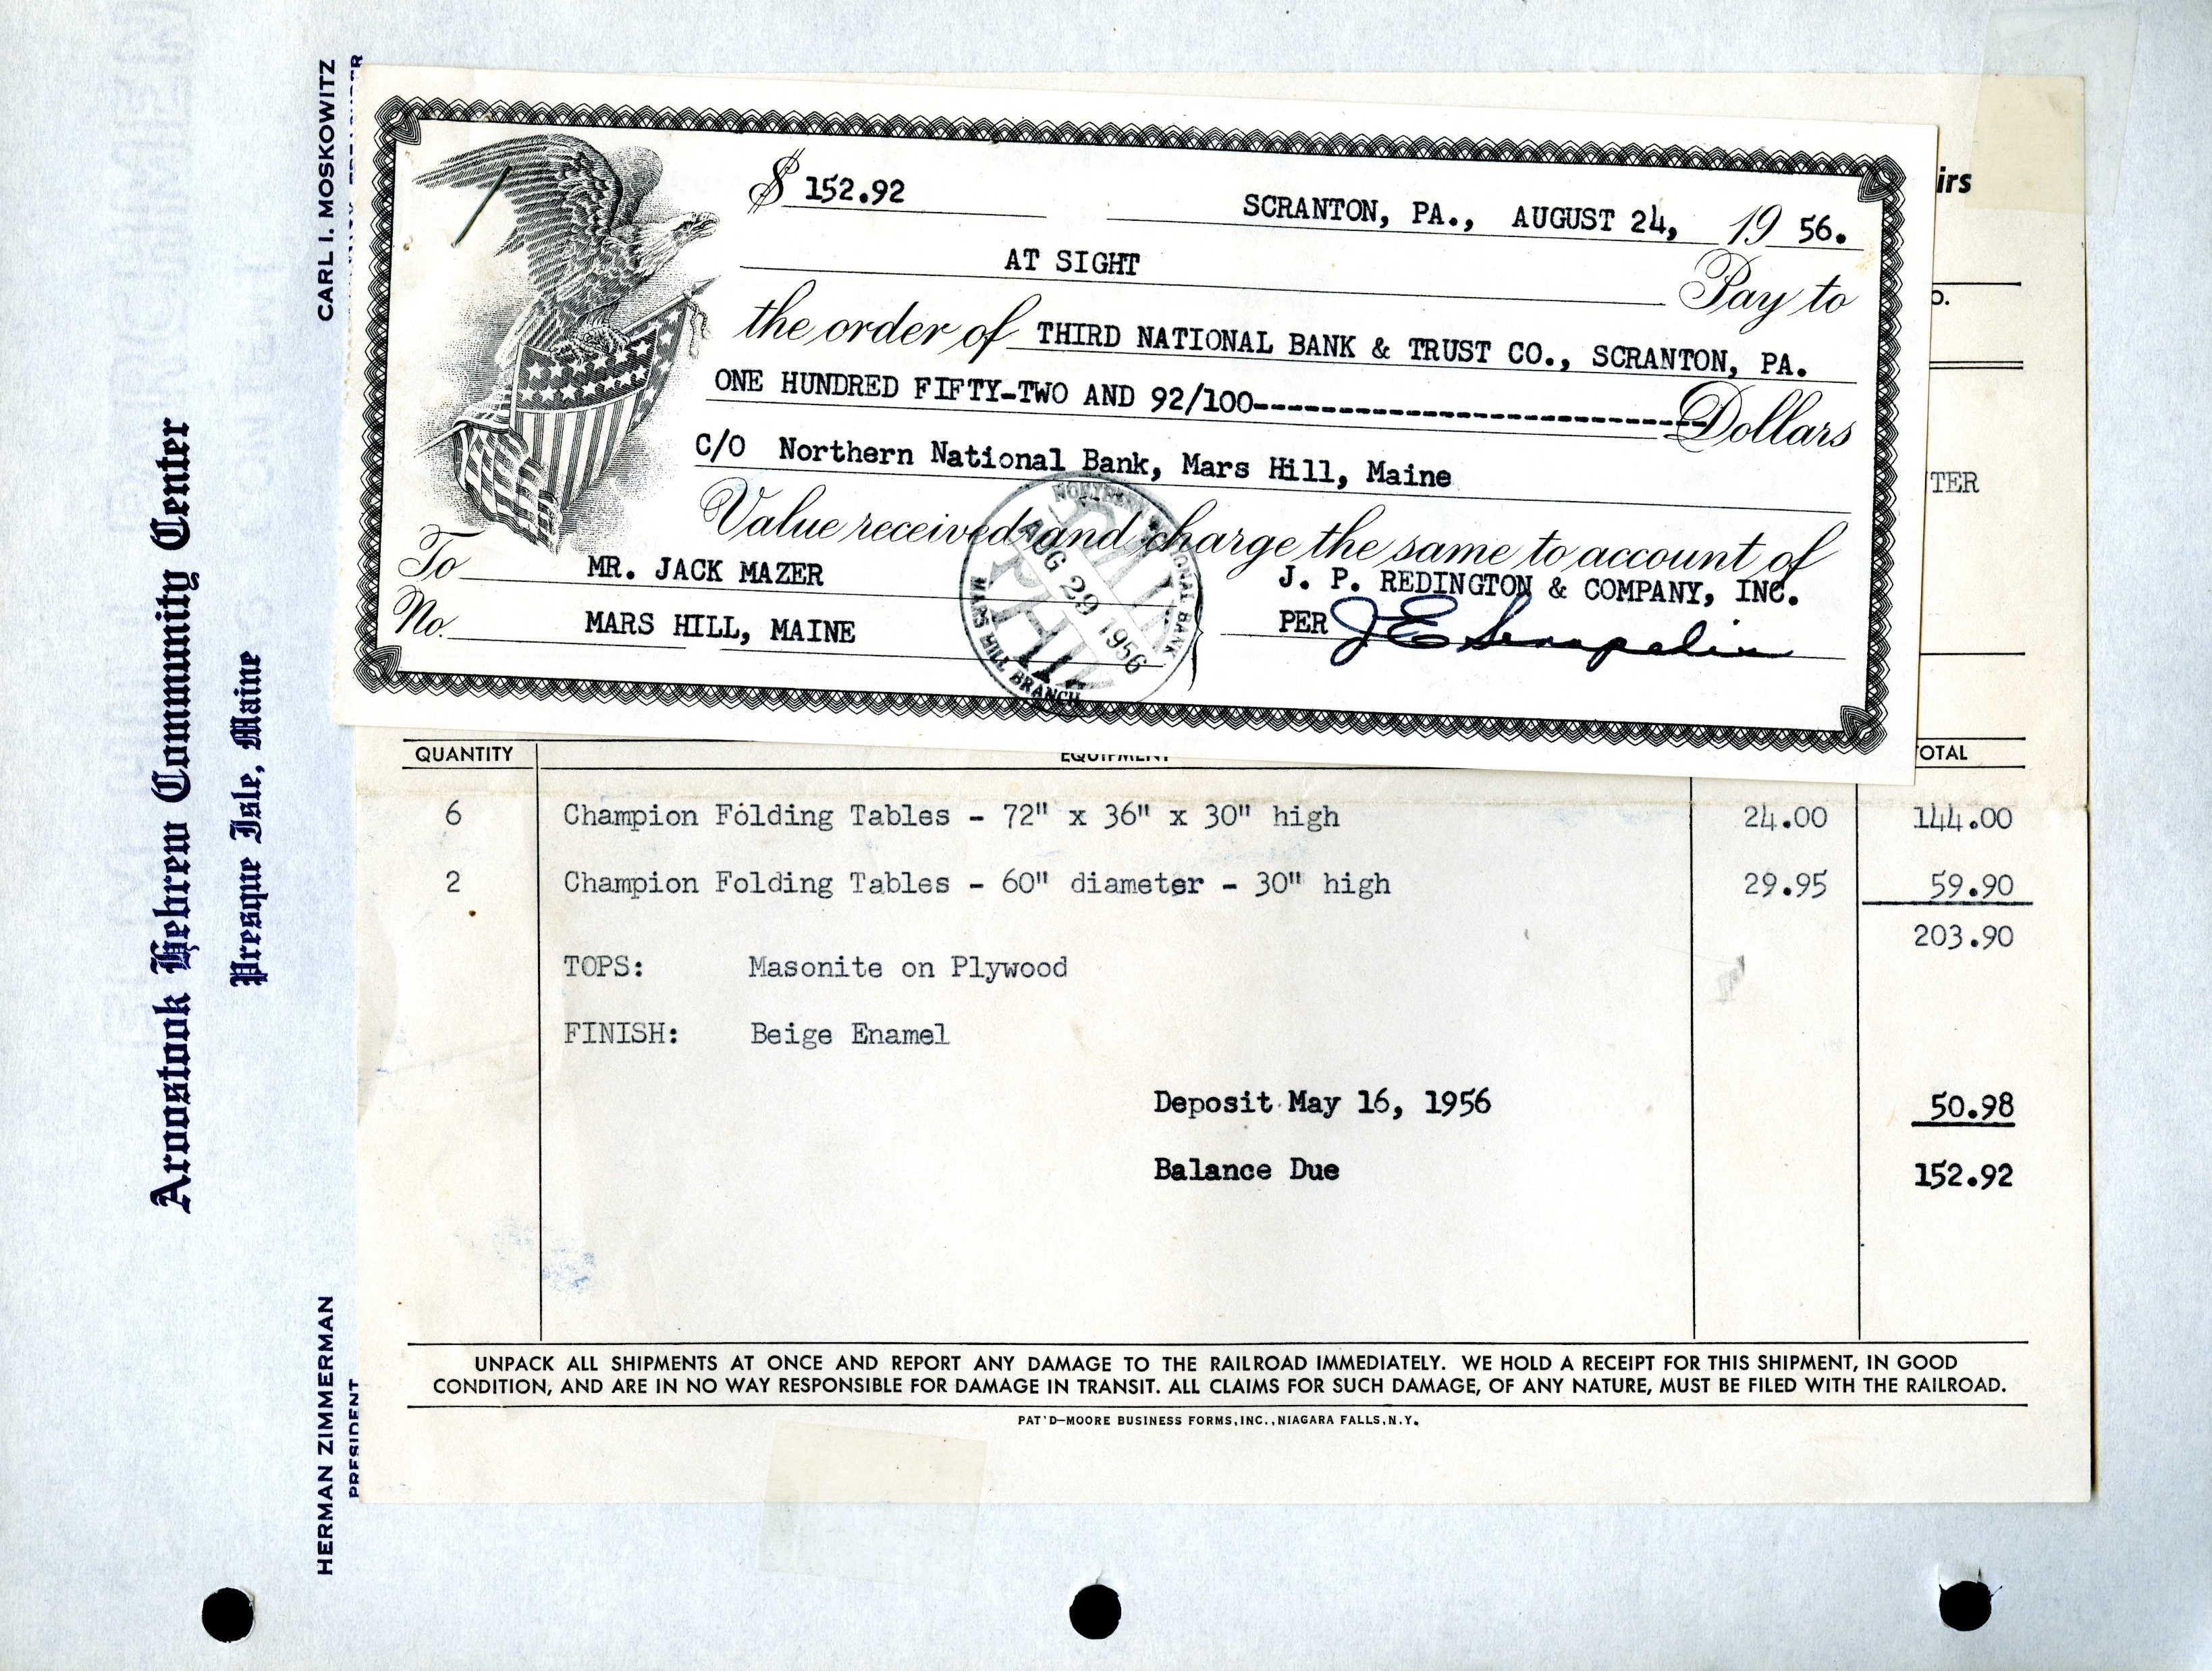 Aroostook Hebrew Community Center
Presque Isle, Maine
HERMAN ZIMMERMAN
PRESIDENT
CARL I. MOSKOWITZ
$ 152.92
SCRANTON, PA., AUGUST 24, 19 56.
AT SIGHT Pay to
the order of THIRD NATIONAL BANK & TRUST CO., SCRANTON, PA.
ONE HUNDRED FIFTY-TWO AND 92/100--------------------------- Dollars
C/O Northern National Bank, Mars Hill, Maine
Value received and charge the same to account of
To MR. JACK MAZER
J. P. REDINGTON & COMPANY, INC.
No. MARS HILL, MAINE
PER
NORTHERN NATIONAL BANK
AUG 29 1956
MARS HILL BRANCH
irs
o.
TER
QUANTITY EQUIPMENT OTAL
6 Champion Folding Tables - 72" x 36" x 30" high 24.00 144.00
2 Champion Folding Tables - 60" diameter - 30" high 29.95 59.90
203.90
TOPS: Masonite on Plywood
FINISH: Beige Enamel
Deposit May 16, 1956 50.98
Balance Due 152.92
UNPACK ALL SHIPMENTS AT ONCE AND REPORT ANY DAMAGE TO THE RAILROAD IMMEDIATELY. WE HOLD A RECEIPT FOR THIS SHIPMENT, IN GOOD
CONDITION, AND ARE IN NO WAY RESPONSIBLE FOR DAMAGE IN TRANSIT. ALL CLAIMS FOR SUCH DAMAGE, OF ANY NATURE, MUST BE FILED WITH THE RAILROAD.
PAT'D—MOORE BUSINESS FORMS, INC., NIAGARA FALLS, N.Y.